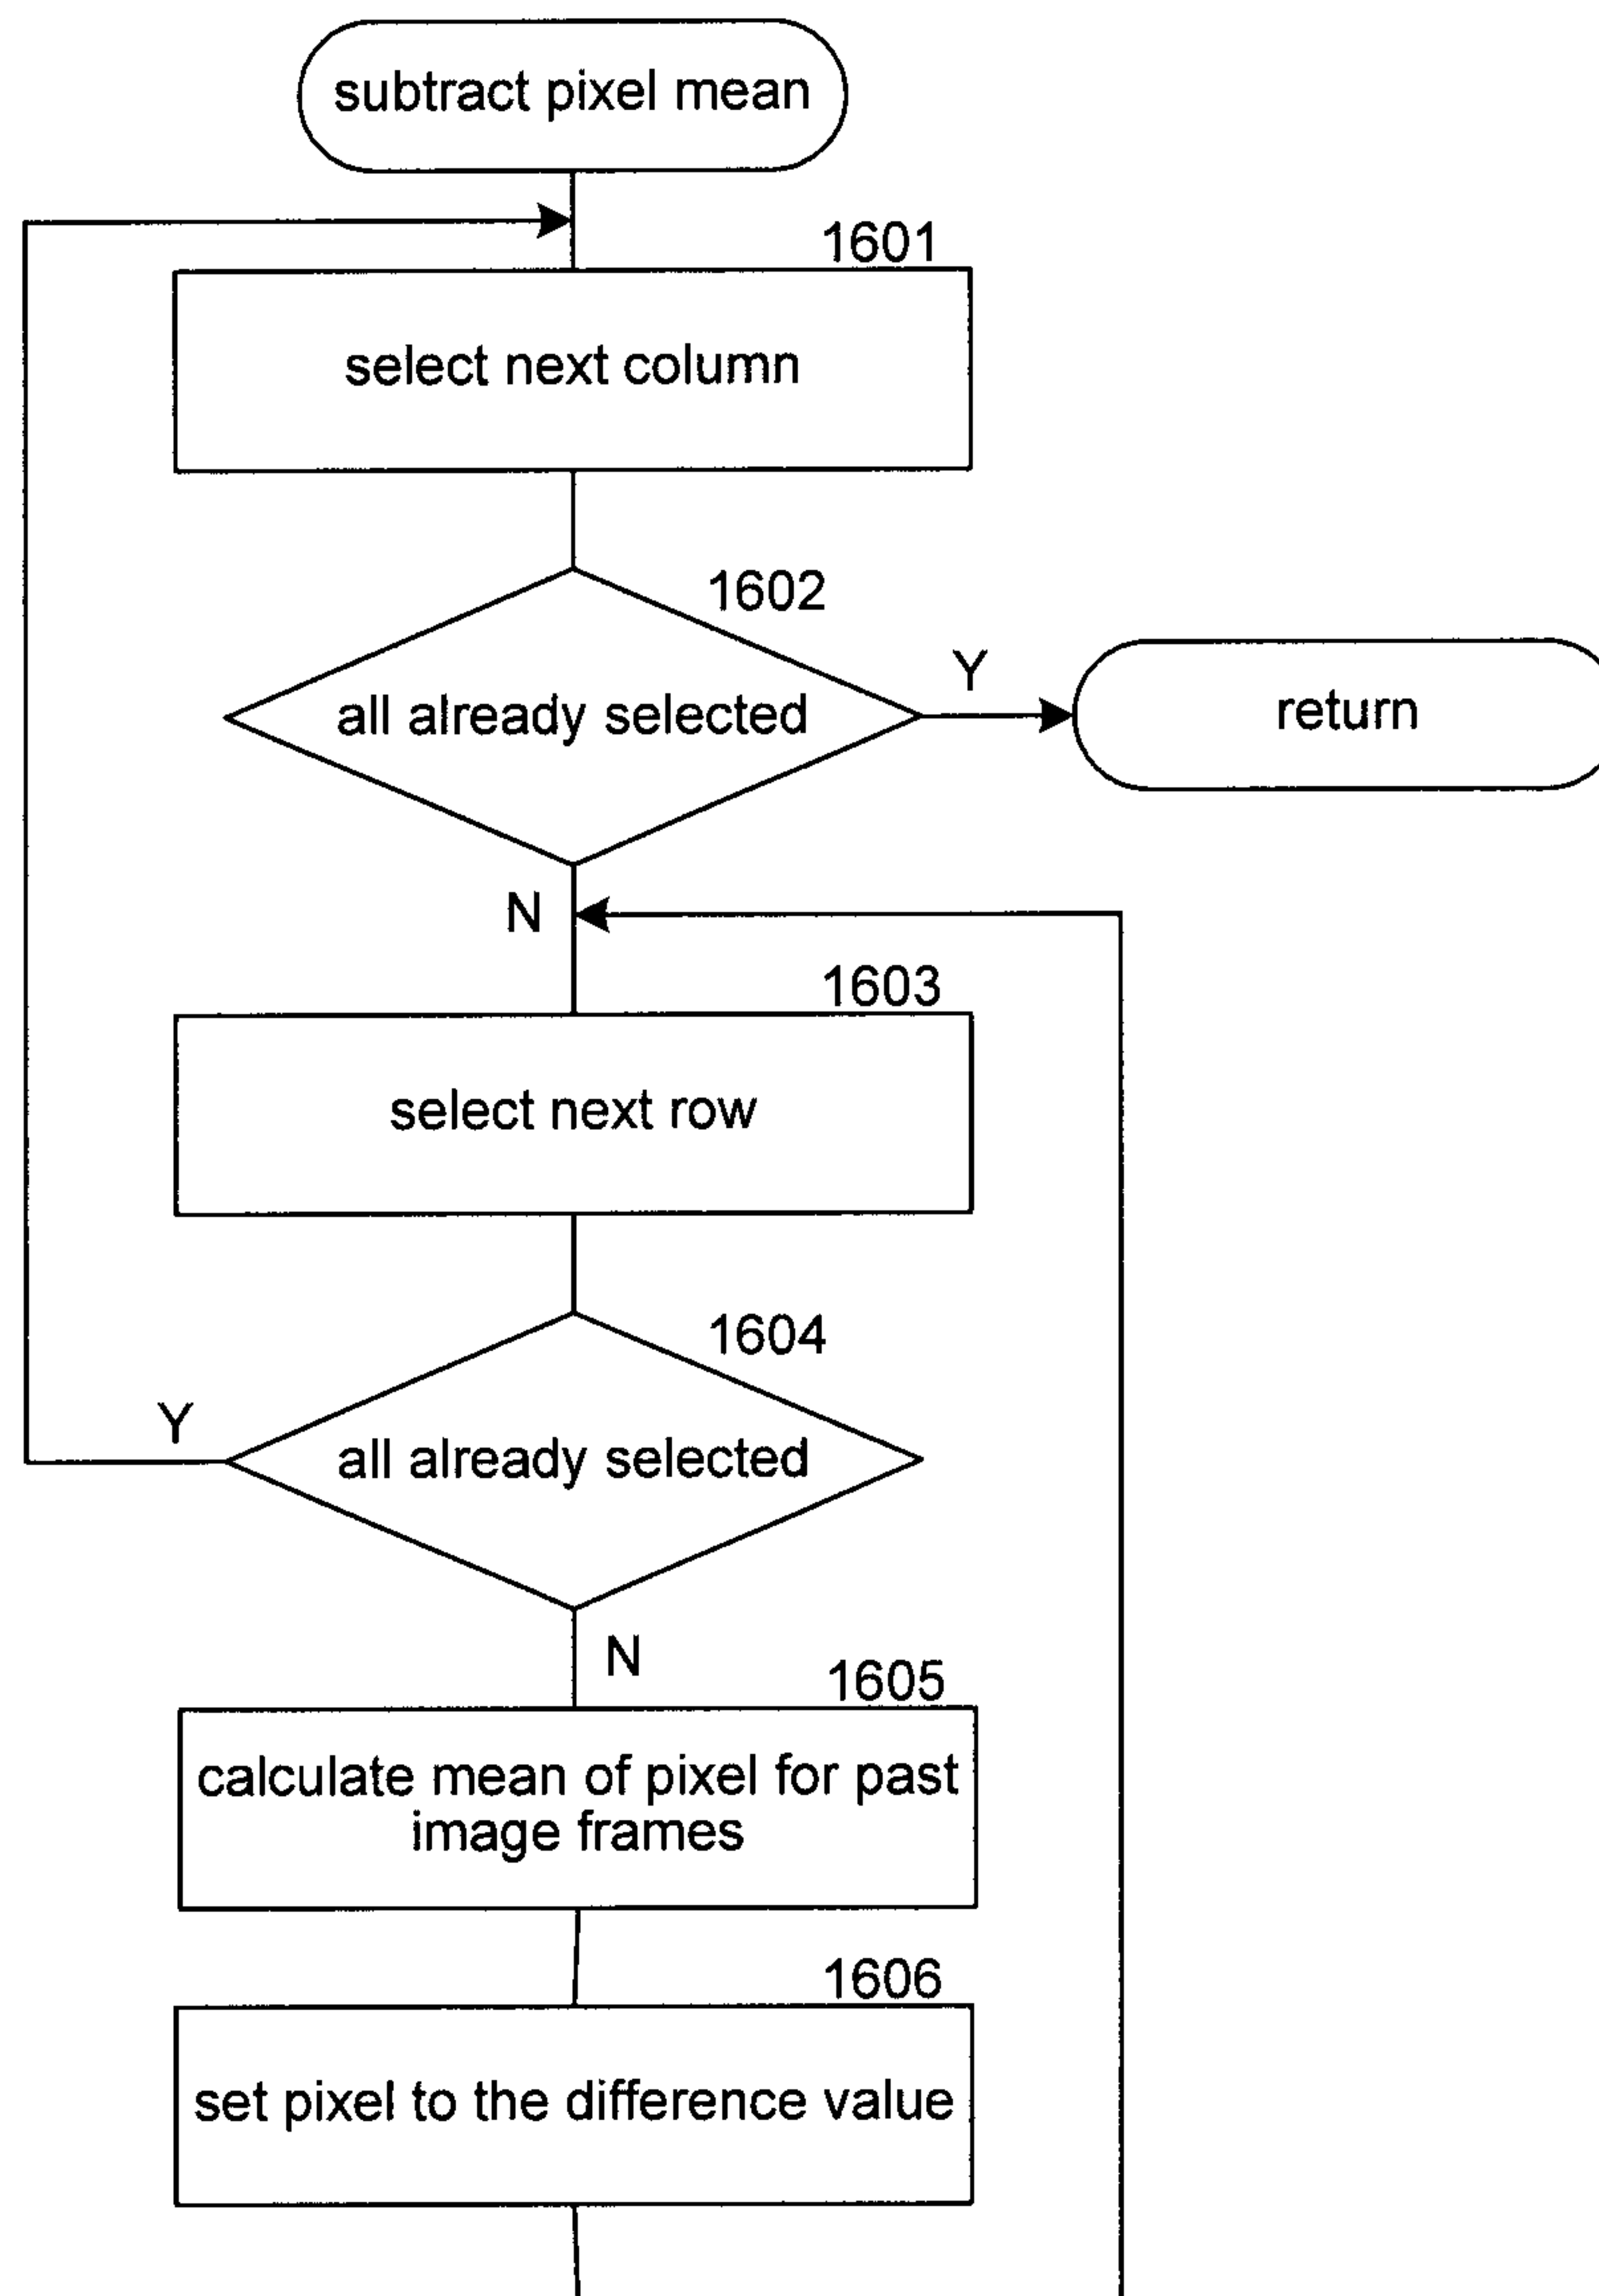 subtract pixel mean
1601
select next column
1602
all already selected
Y
return
N
1603
select next row
1604
Y
all already selected
N
1605
calculate mean of pixel for past
image frames
1606
set pixel to the difference value